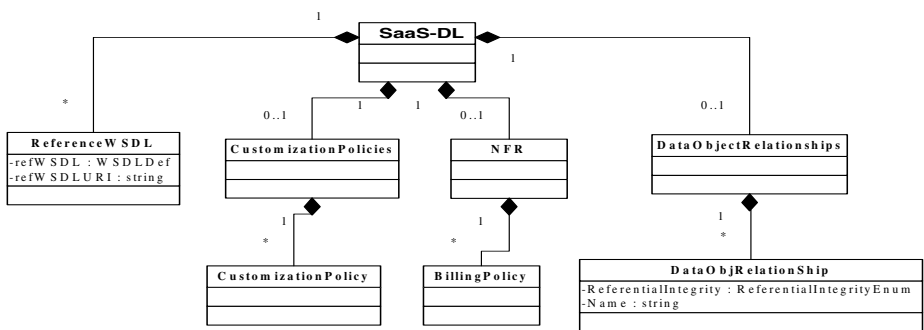 1
SaaS-DL
1
*
1
1
0..1
0..1
0..1
ReferenceWSDL
-refWSDL : WSDLDef
-refWSDLURI : string
CustomizationPolicies
NFR
DataObjectRelationships
1
1
1
*
*
*
CustomizationPolicy
BillingPolicy
DataObjRelationShip
-ReferentialIntegrity : ReferentialIntegrityEnum
-Name : string